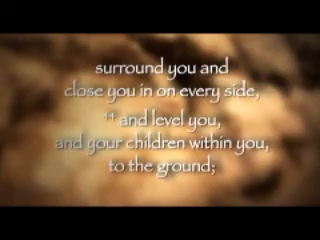 surround you and
close you in on every side,
44 and level you,
and your children within you,
to the ground;